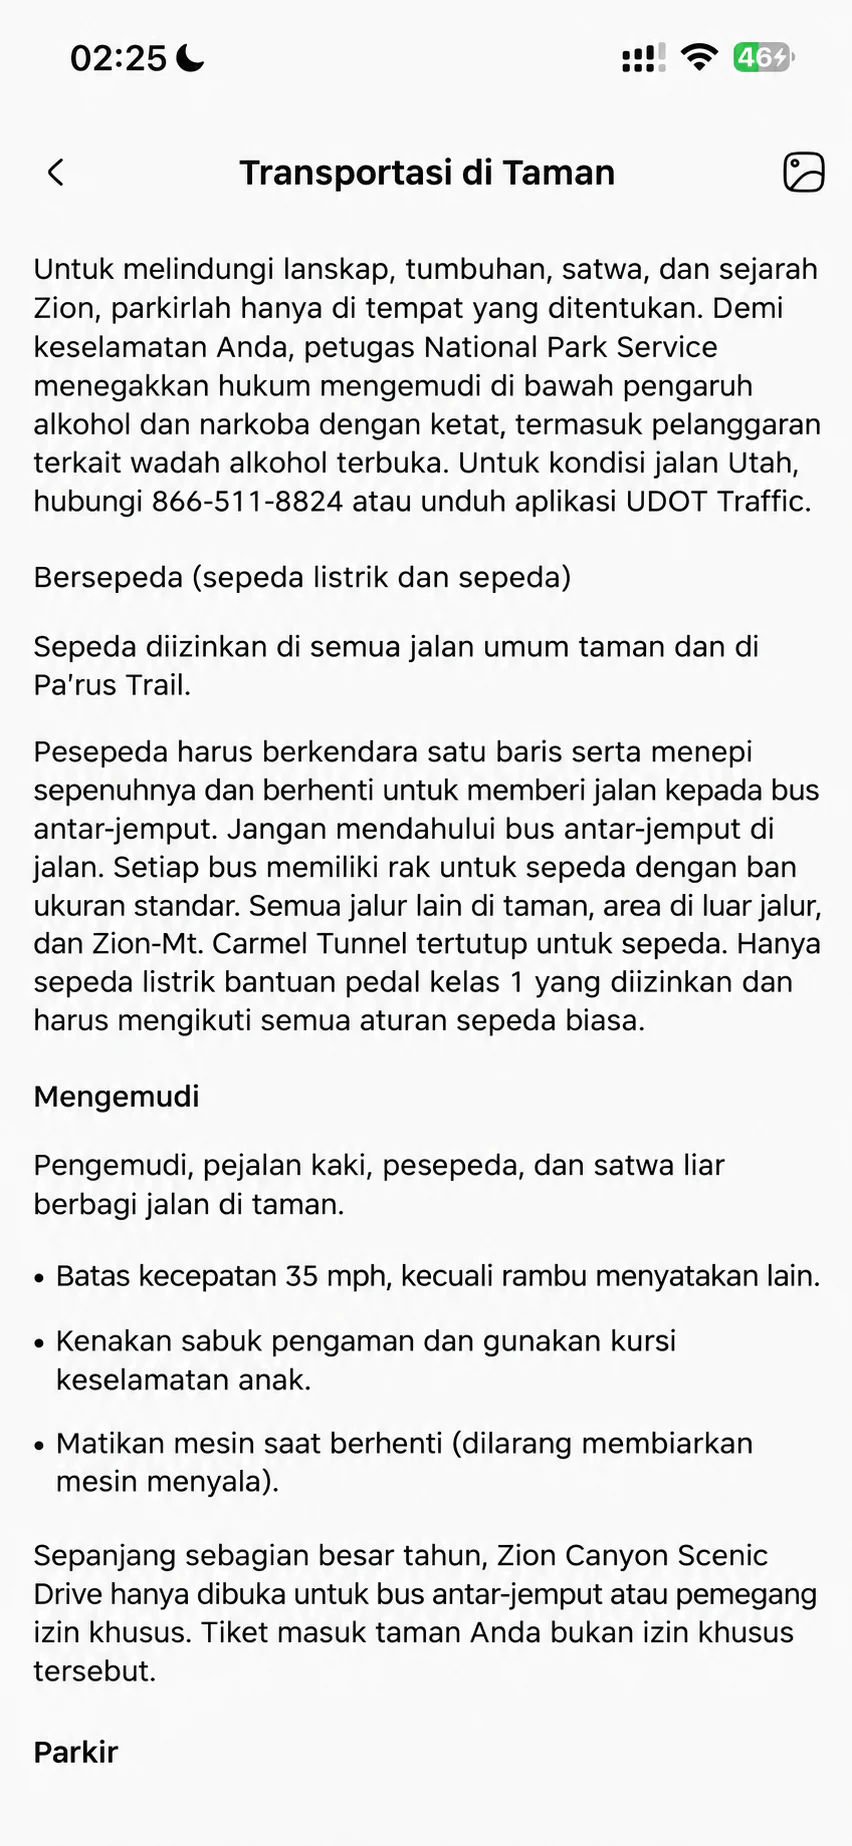 02:25
46
Transportasi di Taman
Untuk melindungi lanskap, tumbuhan, satwa, dan sejarah
Zion, parkirlah hanya di tempat yang ditentukan. Demi
keselamatan Anda, petugas National Park Service
menegakkan hukum mengemudi di bawah pengaruh
alkohol dan narkoba dengan ketat, termasuk pelanggaran
terkait wadah alkohol terbuka. Untuk kondisi jalan Utah,
hubungi 866-511-8824 atau unduh aplikasi UDOT Traffic.
Bersepeda (sepeda listrik dan sepeda)
Sepeda diizinkan di semua jalan umum taman dan di
Pa’rus Trail.
Pesepeda harus berkendara satu baris serta menepi
sepenuhnya dan berhenti untuk memberi jalan kepada bus
antar-jemput. Jangan mendahului bus antar-jemput di
jalan. Setiap bus memiliki rak untuk sepeda dengan ban
ukuran standar. Semua jalur lain di taman, area di luar jalur,
dan Zion-Mt. Carmel Tunnel tertutup untuk sepeda. Hanya
sepeda listrik bantuan pedal kelas 1 yang diizinkan dan
harus mengikuti semua aturan sepeda biasa.
Mengemudi
Pengemudi, pejalan kaki, pesepeda, dan satwa liar
berbagi jalan di taman.
• Batas kecepatan 35 mph, kecuali rambu menyatakan lain.
• Kenakan sabuk pengaman dan gunakan kursi
keselamatan anak.
• Matikan mesin saat berhenti (dilarang membiarkan
mesin menyala).
Sepanjang sebagian besar tahun, Zion Canyon Scenic
Drive hanya dibuka untuk bus antar-jemput atau pemegang
izin khusus. Tiket masuk taman Anda bukan izin khusus
tersebut.
Parkir